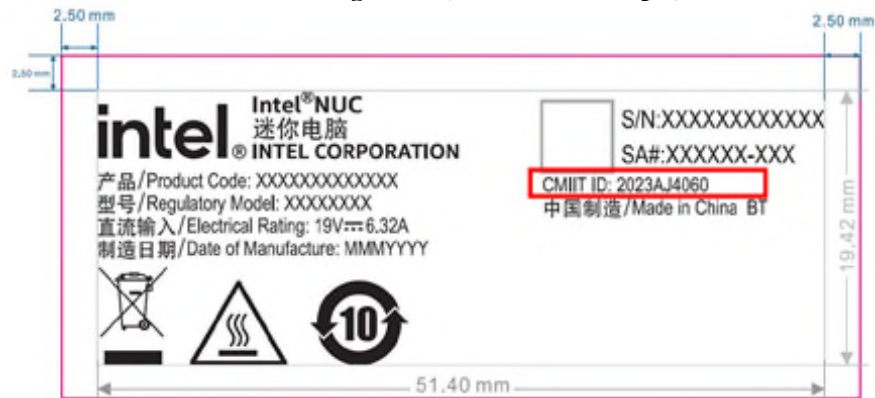 2.50 mm
2.50 mm
2.50 mm
intel®
Intel®NUC
迷你电脑
INTEL CORPORATION
产品/Product Code: XXXXXXXXXXXXX
型号/Regulatory Model: XXXXXXXX
直流输入/Electrical Rating: 19V⎓6.32A
制造日期/Date of Manufacture: MMMYYYY
S/N:XXXXXXXXXXXX
SA#:XXXXXX-XXX
CMIIT ID: 2023AJ4060
中国制造/Made in China BT
10
19.42 mm
51.40 mm